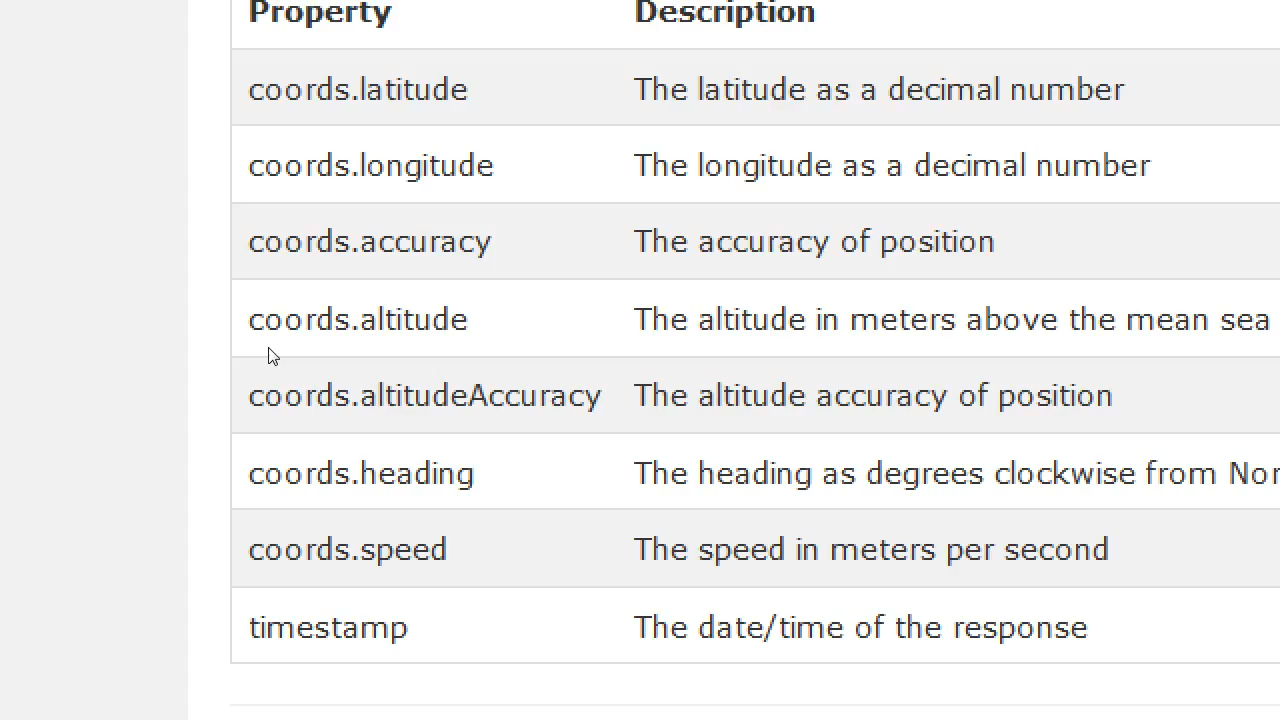 Property Description
coords.latitude The latitude as a decimal number
coords.longitude The longitude as a decimal number
coords.accuracy The accuracy of position
coords.altitude The altitude in meters above the mean sea
coords.altitudeAccuracy The altitude accuracy of position
coords.heading The heading as degrees clockwise from Nor
coords.speed The speed in meters per second
timestamp The date/time of the response